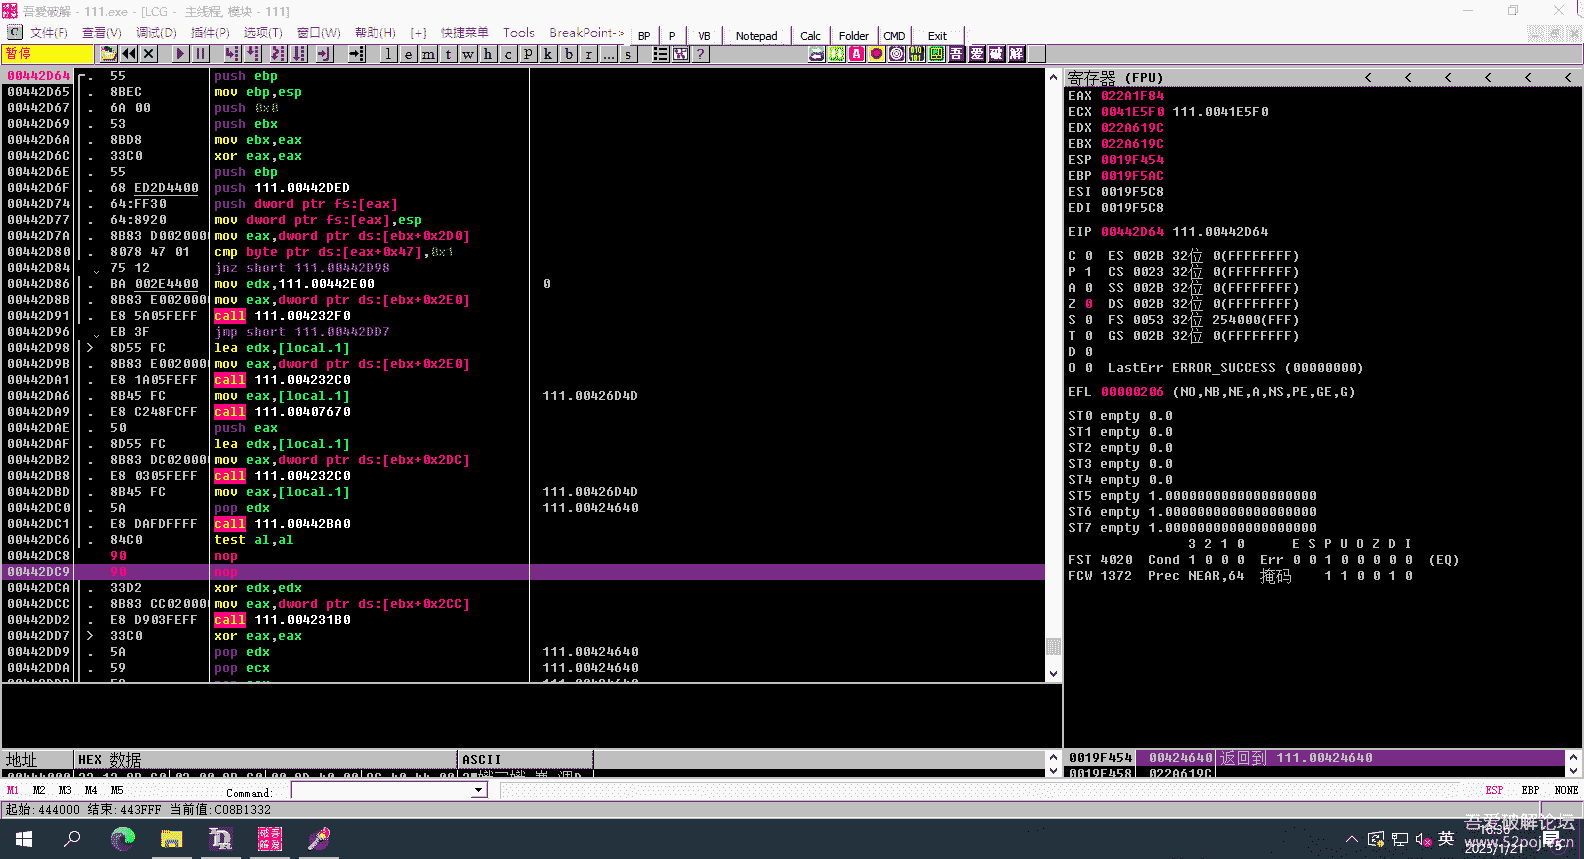 吾爱破解 - 111.exe - [LCG - 主线程, 模块 - 111]
文件(F) 查看(V) 调试(D) 插件(P) 选项(T) 窗口(W) 帮助(H) [+] 快捷菜单 Tools BreakPoint-> BP P VB Notepad Calc Folder CMD Exit
暂停 l e m t w h c p k b r ... s ? 吾 爱 破 解
00442D64 . 55 push ebp
00442D65 . 8BEC mov ebp,esp
00442D67 . 6A 00 push 0x0
00442D69 . 53 push ebx
00442D6A . 8BD8 mov ebx,eax
00442D6C . 33C0 xor eax,eax
00442D6E . 55 push ebp
00442D6F . 68 ED2D4400 push 111.00442DED
00442D74 . 64:FF30 push dword ptr fs:[eax]
00442D77 . 64:8920 mov dword ptr fs:[eax],esp
00442D7A . 8B83 D002000 mov eax,dword ptr ds:[ebx+0x2D0]
00442D80 . 8078 47 01 cmp byte ptr ds:[eax+0x47],0x1
00442D84 . 75 12 jnz short 111.00442D98
00442D86 . BA 002E4400 mov edx,111.00442E00 0
00442D8B . 8B83 E002000 mov eax,dword ptr ds:[ebx+0x2E0]
00442D91 . E8 5A05FEFF call 111.004232F0
00442D96 . EB 3F jmp short 111.00442DD7
00442D98 > 8D55 FC lea edx,[local.1]
00442D9B . 8B83 E002000 mov eax,dword ptr ds:[ebx+0x2E0]
00442DA1 . E8 1A05FEFF call 111.004232C0
00442DA6 . 8B45 FC mov eax,[local.1] 111.00426D4D
00442DA9 . E8 C248FCFF call 111.00407670
00442DAE . 50 push eax
00442DAF . 8D55 FC lea edx,[local.1]
00442DB2 . 8B83 DC02000 mov eax,dword ptr ds:[ebx+0x2DC]
00442DB8 . E8 0305FEFF call 111.004232C0
00442DBD . 8B45 FC mov eax,[local.1] 111.00426D4D
00442DC0 . 5A pop edx 111.00424640
00442DC1 . E8 DAFDFFFF call 111.00442BA0
00442DC6 . 84C0 test al,al
00442DC8 90 nop
00442DC9 90 nop
00442DCA . 33D2 xor edx,edx
00442DCC . 8B83 CC02000 mov eax,dword ptr ds:[ebx+0x2CC]
00442DD2 . E8 D903FEFF call 111.004231B0
00442DD7 > 33C0 xor eax,eax
00442DD9 . 5A pop edx 111.00424640
00442DDA . 59 pop ecx 111.00424640
寄存器 (FPU) < < < < < <
EAX 022A1F84
ECX 0041E5F0 111.0041E5F0
EDX 022A619C
EBX 022A619C
ESP 0019F454
EBP 0019F5AC
ESI 0019F5C8
EDI 0019F5C8
EIP 00442D64 111.00442D64
C 0 ES 002B 32位 0(FFFFFFFF)
P 1 CS 0023 32位 0(FFFFFFFF)
A 0 SS 002B 32位 0(FFFFFFFF)
Z 0 DS 002B 32位 0(FFFFFFFF)
S 0 FS 0053 32位 254000(FFF)
T 0 GS 002B 32位 0(FFFFFFFF)
D 0
O 0 LastErr ERROR_SUCCESS (00000000)
EFL 00000206 (NO,NB,NE,A,NS,PE,GE,G)
ST0 empty 0.0
ST1 empty 0.0
ST2 empty 0.0
ST3 empty 0.0
ST4 empty 0.0
ST5 empty 1.0000000000000000000
ST6 empty 1.0000000000000000000
ST7 empty 1.0000000000000000000
3 2 1 0 E S P U O Z D I
FST 4020 Cond 1 0 0 0 Err 0 0 1 0 0 0 0 0 (EQ)
FCW 1372 Prec NEAR,64 掩码 1 1 0 0 1 0
地址 HEX 数据 ASCII
0019F454 00424640 返回到 111.00424640
0019F458 022A619C
M1 M2 M3 M4 M5 Command: ESP EBP NONE
起始:444000 结束:443FFF 当前值:C08B1332
英 16:36
2023/1/21
吾爱破解论坛
www.52pojie.cn